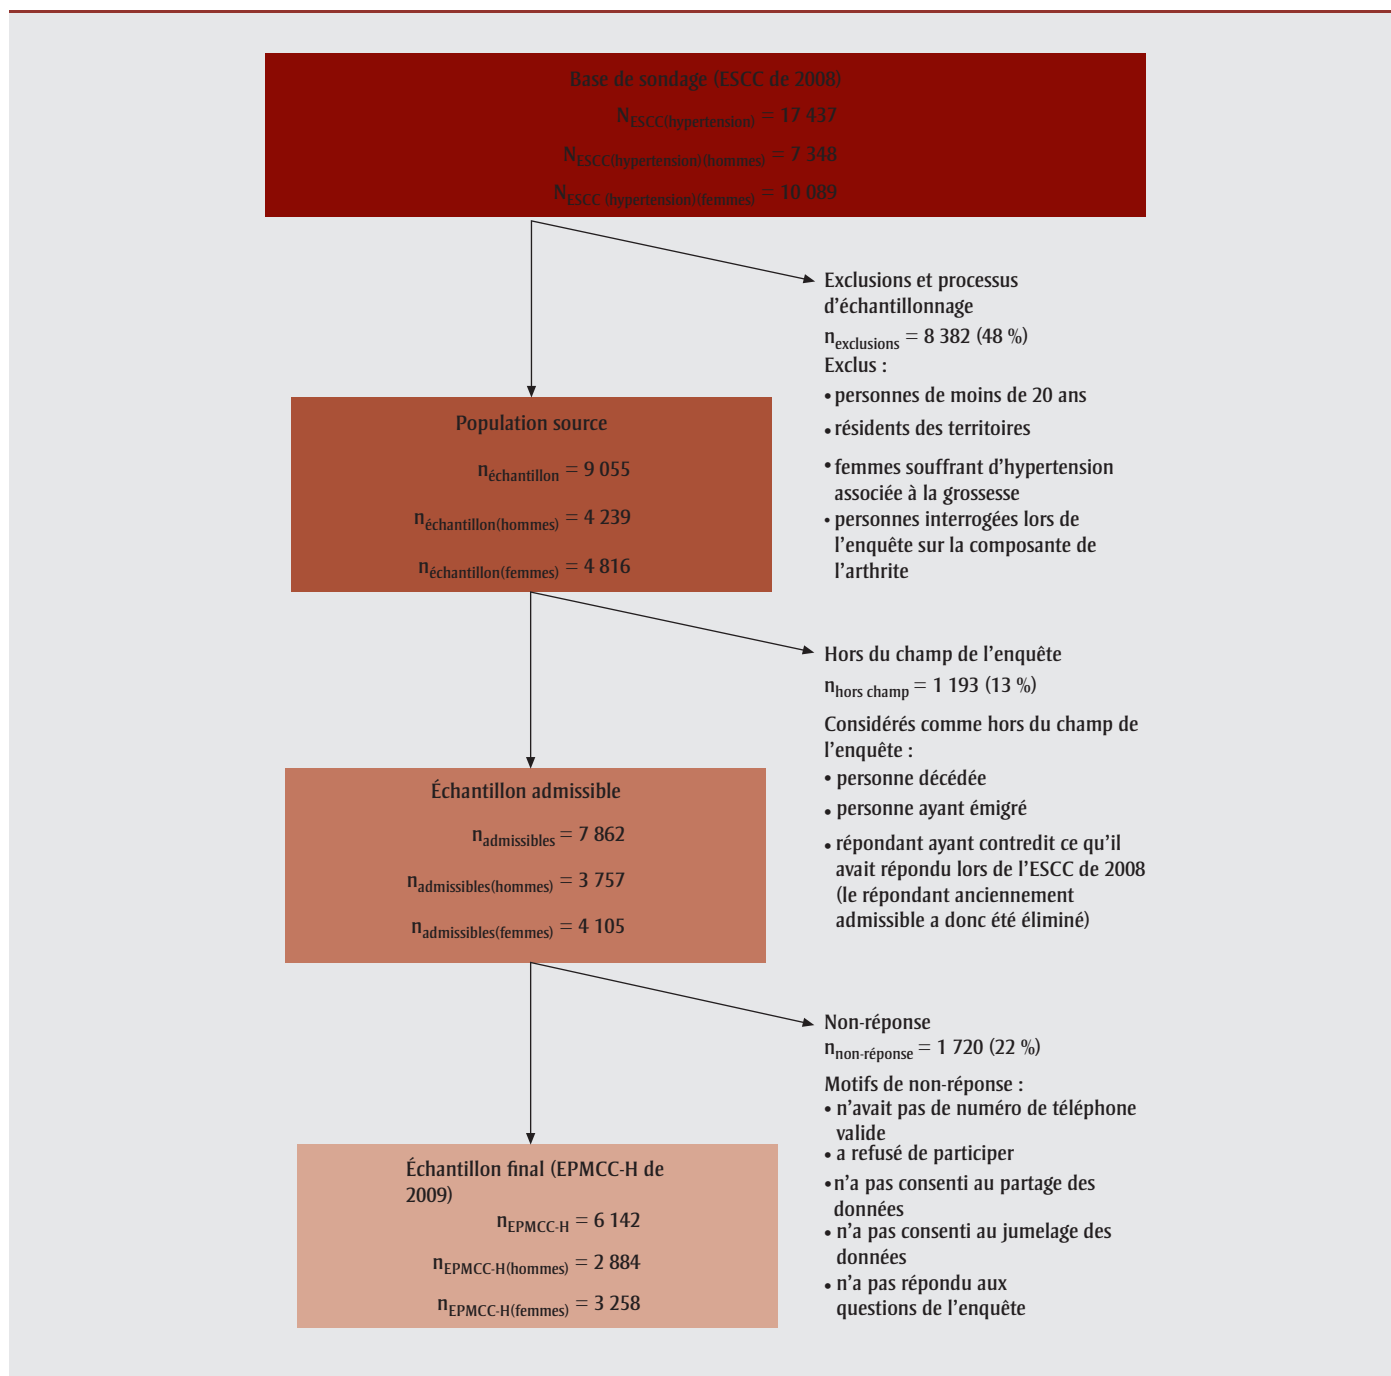 Base de sondage (ESCC de 2008)
NESCC(hypertension) = 17 437
NESCC(hypertension)(hommes) = 7 348
NESCC (hypertension)(femmes) = 10 089
Exclusions et processus
d’échantillonnage
nexclusions = 8 382 (48 %)
Exclus :
• personnes de moins de 20 ans
• résidents des territoires
• femmes souffrant d’hypertension
associée à la grossesse
• personnes interrogées lors de
l’enquête sur la composante de
l’arthrite
Population source
néchantillon = 9 055
néchantillon(hommes) = 4 239
néchantillon(femmes) = 4 816
Hors du champ de l’enquête
nhors champ = 1 193 (13 %)
Considérés comme hors du champ de
l’enquête :
• personne décédée
• personne ayant émigré
• répondant ayant contredit ce qu’il
avait répondu lors de l’ESCC de 2008
(le répondant anciennement
admissible a donc été éliminé)
Échantillon admissible
nadmissibles = 7 862
nadmissibles(hommes) = 3 757
nadmissibles(femmes) = 4 105
Non-réponse
nnon-réponse = 1 720 (22 %)
Motifs de non-réponse :
• n’avait pas de numéro de téléphone
valide
• a refusé de participer
• n’a pas consenti au partage des
données
• n’a pas consenti au jumelage des
données
• n’a pas répondu aux
questions de l’enquête
Échantillon final (EPMCC-H de
2009)
nEPMCC-H = 6 142
nEPMCC-H(hommes) = 2 884
nEPMCC-H(femmes) = 3 258